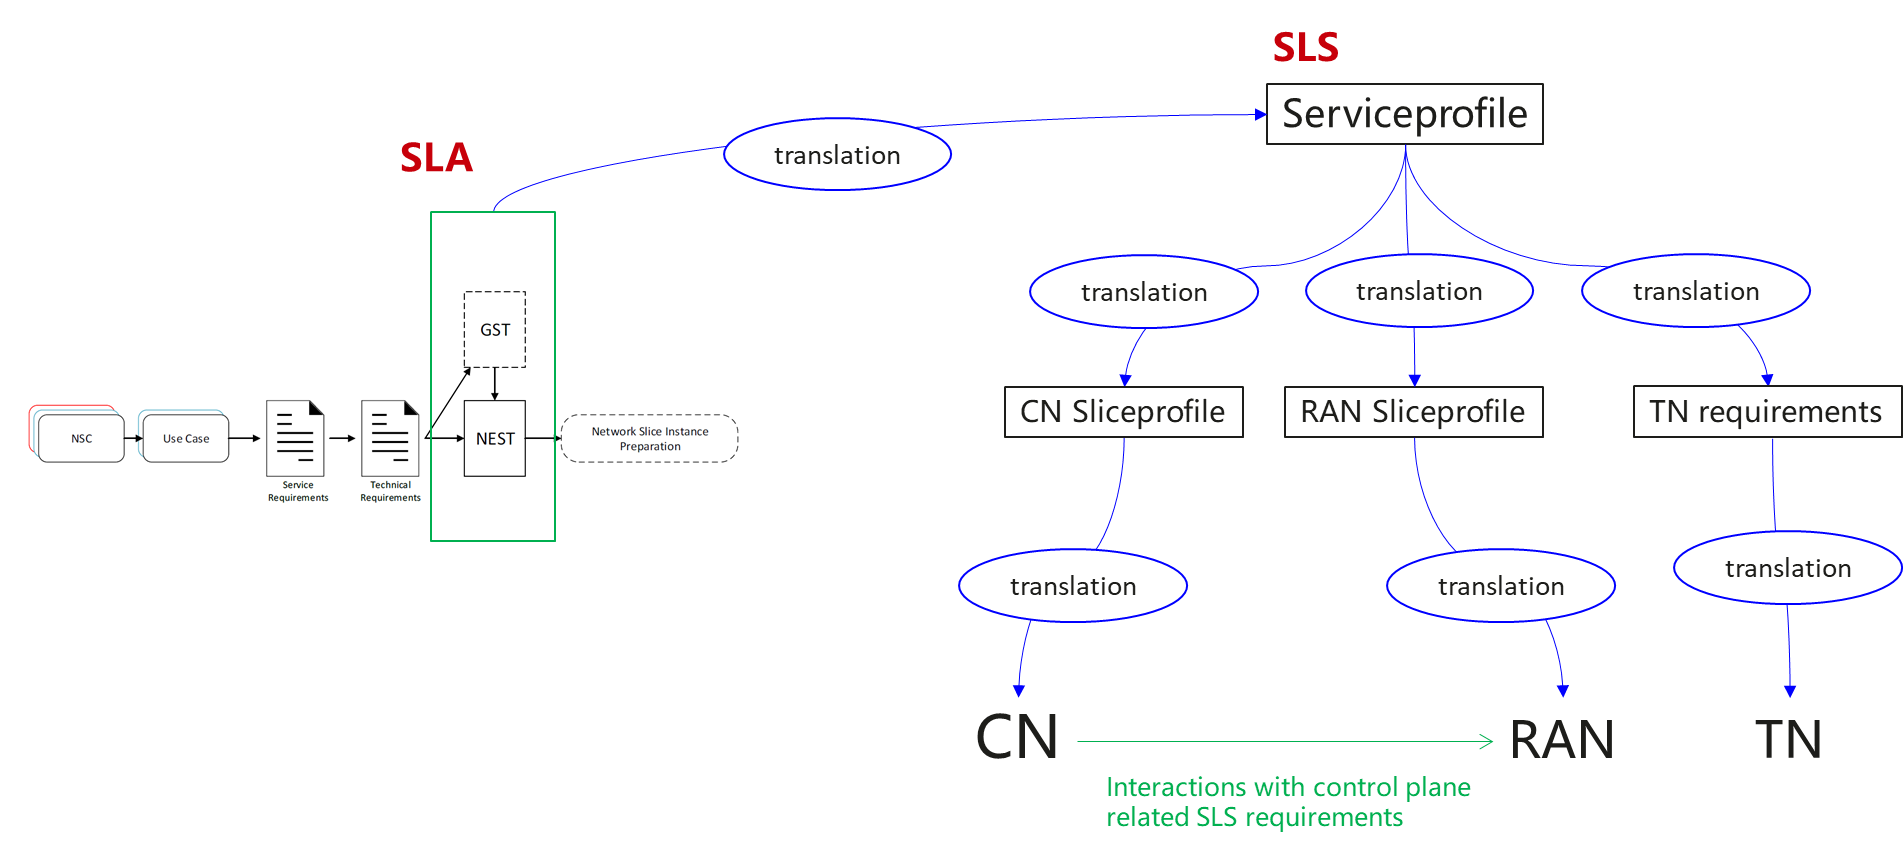 SLS
Serviceprofile
SLA
translation
translation
translation
translation
GST
CN Sliceprofile
RAN Sliceprofile
TN requirements
NSC
Use Case
NEST
Network Slice Instance
Preparation
Service
Requirements
Technical
Requirements
translation
translation
translation
CN
RAN
TN
Interactions with control plane
related SLS requirements